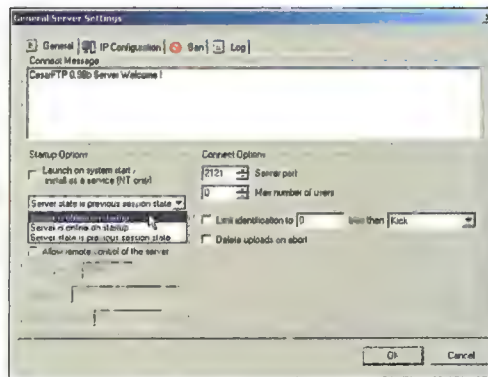 General Server Settings
General
IP Configuration
Ban
Log
Connect Message
CesarFTP 0.98b Server Welcome !
Startup Options
Launch on system start /
install as a service (NT only)
Server state is previous session state
Server is online on startup
Server state is previous session state
Allow remote control of the server
Connect Options
2121 Server port
0 Max number of users
Limit identification to 0 then Kick
Delete uploads on abort
Ok
Cancel